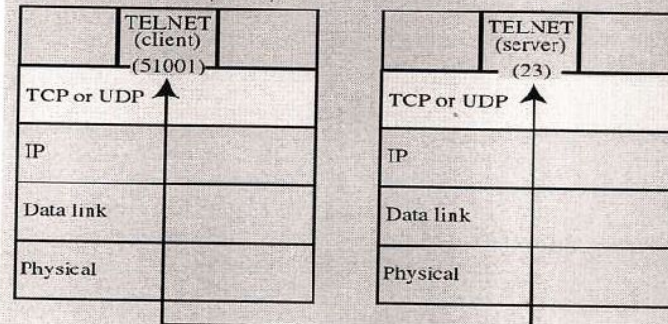 TELNET
(client)
(51001)
TCP or UDP
IP
Data link
Physical
TELNET
(server)
(23)
TCP or UDP
IP
Data link
Physical